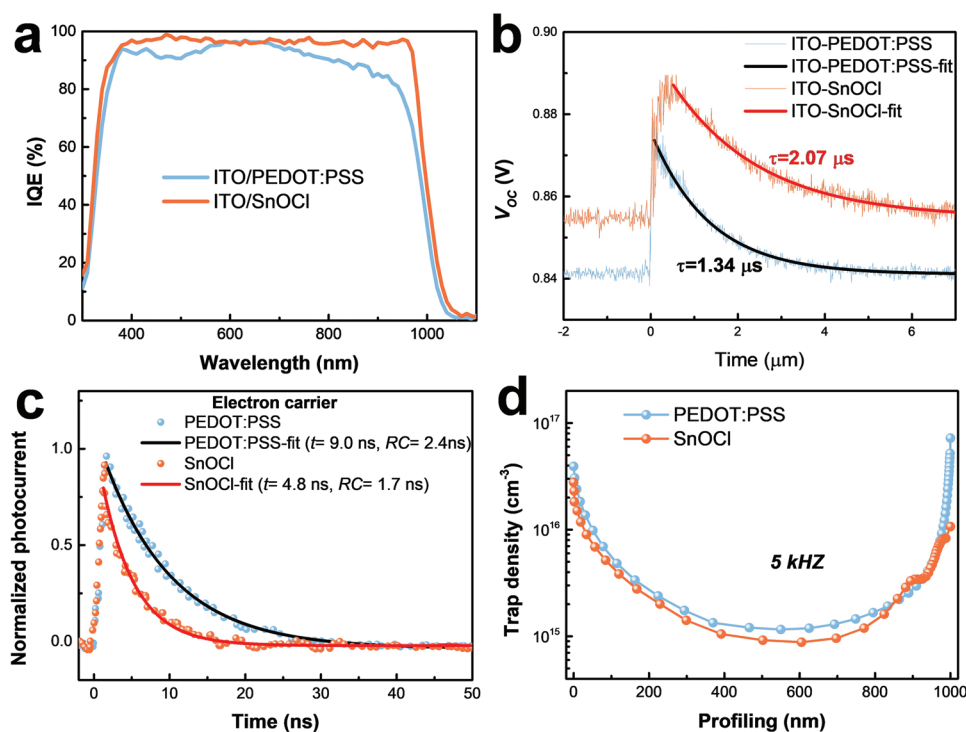 a
100
80
60
40
20
0
IQE (%)
ITO/PEDOT:PSS
ITO/SnOCl
400
600
800
1000
Wavelength (nm)
b
0.90
0.88
0.86
0.84
V_OC (V)
ITO-PEDOT:PSS
ITO-PEDOT:PSS-fit
ITO-SnOCl
ITO-SnOCl-fit
τ=2.07 μs
τ=1.34 μs
-2
0
2
4
6
Time (μm)
c
Electron carrier
PEDOT:PSS
PEDOT:PSS-fit (t= 9.0 ns, RC= 2.4ns)
SnOCl
SnOCl-fit (t= 4.8 ns, RC= 1.7 ns)
1.0
0.5
0.0
Normalized photocurrent
0
10
20
30
40
50
Time (ns)
d
10¹⁷
10¹⁶
10¹⁵
Trap density (cm⁻³)
PEDOT:PSS
SnOCl
5 kHZ
0
200
400
600
800
1000
Profiling (nm)